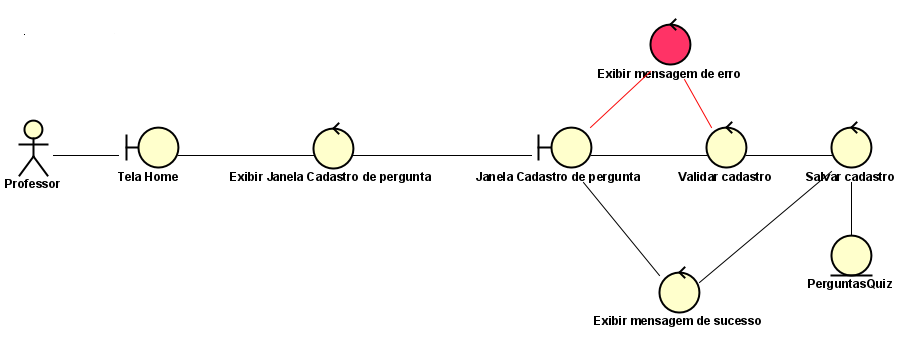 Exibir mensagem de erro
Professor
Tela Home
Exibir Janela Cadastro de pergunta
Janela Cadastro de pergunta
Validar cadastro
Salvar cadastro
PerguntasQuiz
Exibir mensagem de sucesso